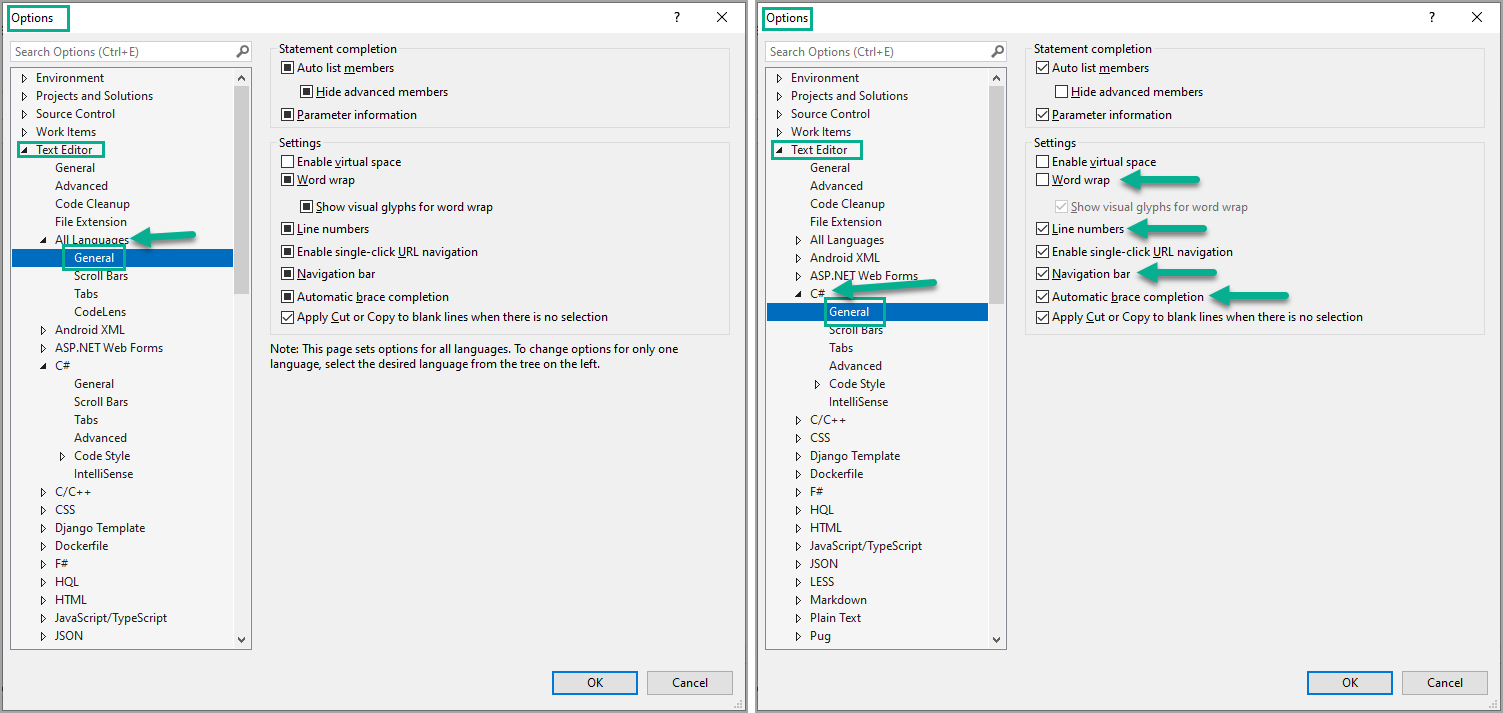 Options
?
Search Options (Ctrl+E)
Environment
Projects and Solutions
Source Control
Work Items
Text Editor
General
Advanced
Code Cleanup
File Extension
All Languages
General
Scroll Bars
Tabs
CodeLens
Android XML
ASP.NET Web Forms
C#
General
Scroll Bars
Tabs
Advanced
Code Style
IntelliSense
C/C++
CSS
Django Template
Dockerfile
F#
HQL
HTML
JavaScript/TypeScript
JSON
Statement completion
Auto list members
Hide advanced members
Parameter information
Settings
Enable virtual space
Word wrap
Show visual glyphs for word wrap
Line numbers
Enable single-click URL navigation
Navigation bar
Automatic brace completion
Apply Cut or Copy to blank lines when there is no selection
Note: This page sets options for all languages. To change options for only one
language, select the desired language from the tree on the left.
OK
Cancel
Options
?
Search Options (Ctrl+E)
Environment
Projects and Solutions
Source Control
Work Items
Text Editor
General
Advanced
Code Cleanup
File Extension
All Languages
Android XML
ASP.NET Web Forms
C#
General
Scroll Bars
Tabs
Advanced
Code Style
IntelliSense
C/C++
CSS
Django Template
Dockerfile
F#
HQL
HTML
JavaScript/TypeScript
JSON
LESS
Markdown
Plain Text
Pug
Statement completion
Auto list members
Hide advanced members
Parameter information
Settings
Enable virtual space
Word wrap
Show visual glyphs for word wrap
Line numbers
Enable single-click URL navigation
Navigation bar
Automatic brace completion
Apply Cut or Copy to blank lines when there is no selection
OK
Cancel